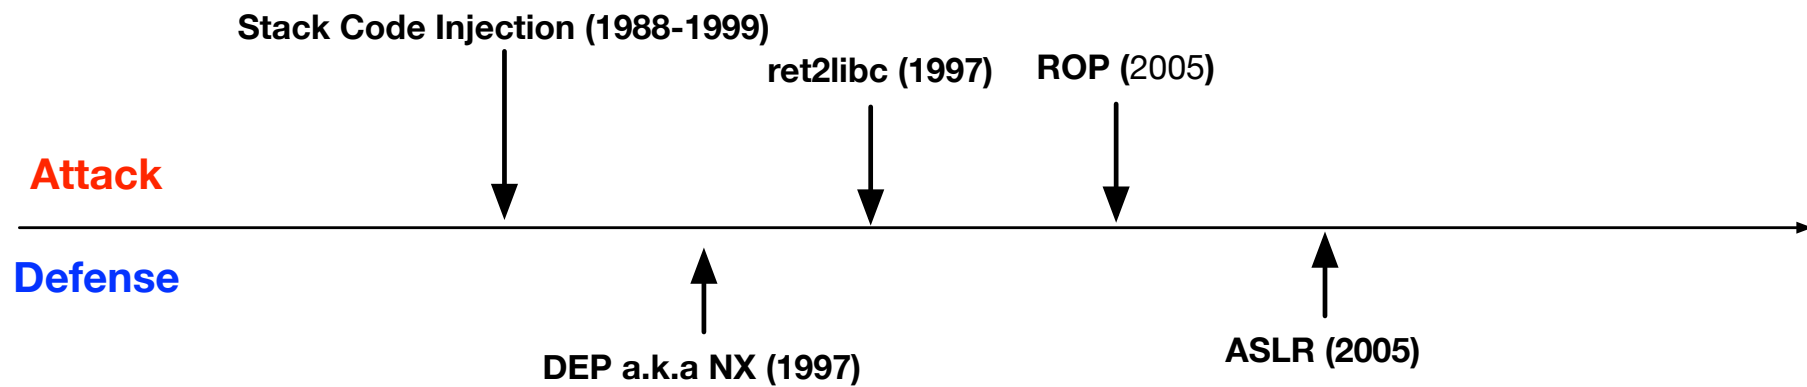 Stack Code Injection (1988-1999)
ret2libc (1997)
ROP (2005)
Attack
Defense
DEP a.k.a NX (1997)
ASLR (2005)